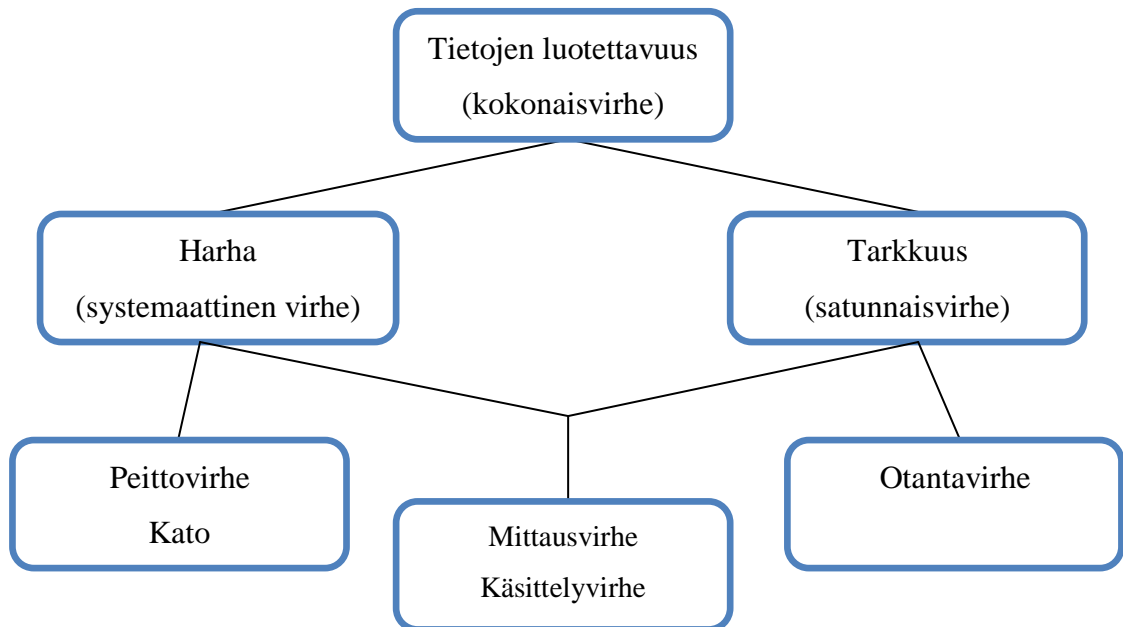 Tietojen luotettavuus
(kokonaisvirhe)
Harha
(systemaattinen virhe)
Tarkkuus
(satunnaisvirhe)
Peittovirhe
Kato
Mittausvirhe
Käsittelyvirhe
Otantavirhe